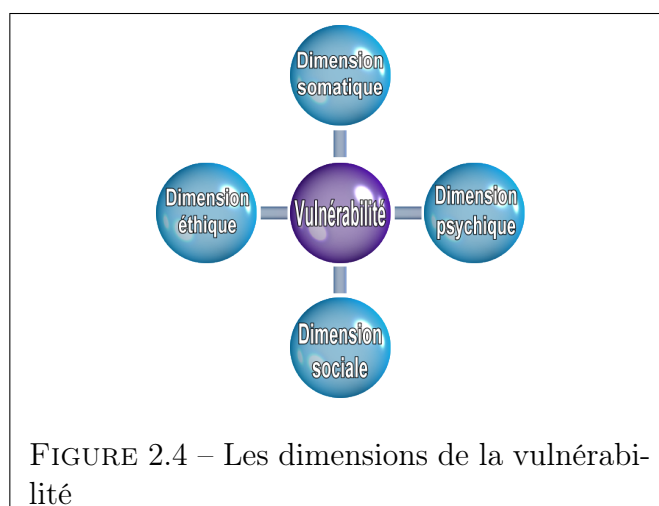 Dimension
somatique
Dimension
éthique
Vulnérabilité
Dimension
psychique
Dimension
sociale
FIGURE 2.4 – Les dimensions de la vulnérabi-
lité